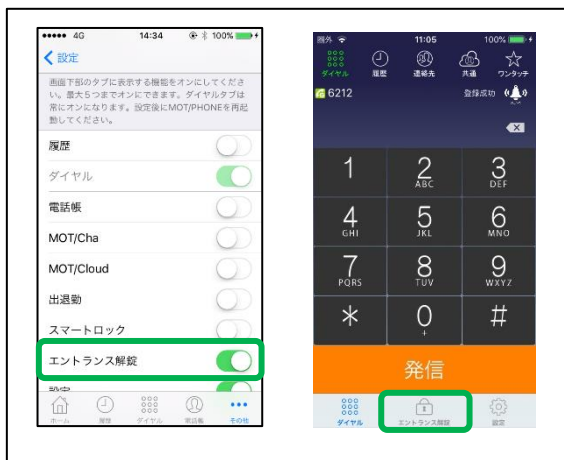 4G 14:34 100%
設定
画面下部のタブに表示する機能をオンにしてくださ
い。最大5つまでオンにできます。ダイヤルタブは
常にオンになります。設定後にMOT/PHONEを再起
動してください。
履歴
ダイヤル
電話帳
MOT/Cha
MOT/Cloud
出退勤
スマートロック
エントランス解錠
設定
ホーム 履歴 ダイヤル 電話帳 その他
圏外 11:05 100%
ダイヤル 履歴 連絡先 共通 ワンタッチ
6212 登録成功
1 2 3
ABC DEF
4 5 6
GHI JKL MNO
7 8 9
PQRS TUV WXYZ
* 0 #
+
発信
ダイヤル エントランス解錠 設定